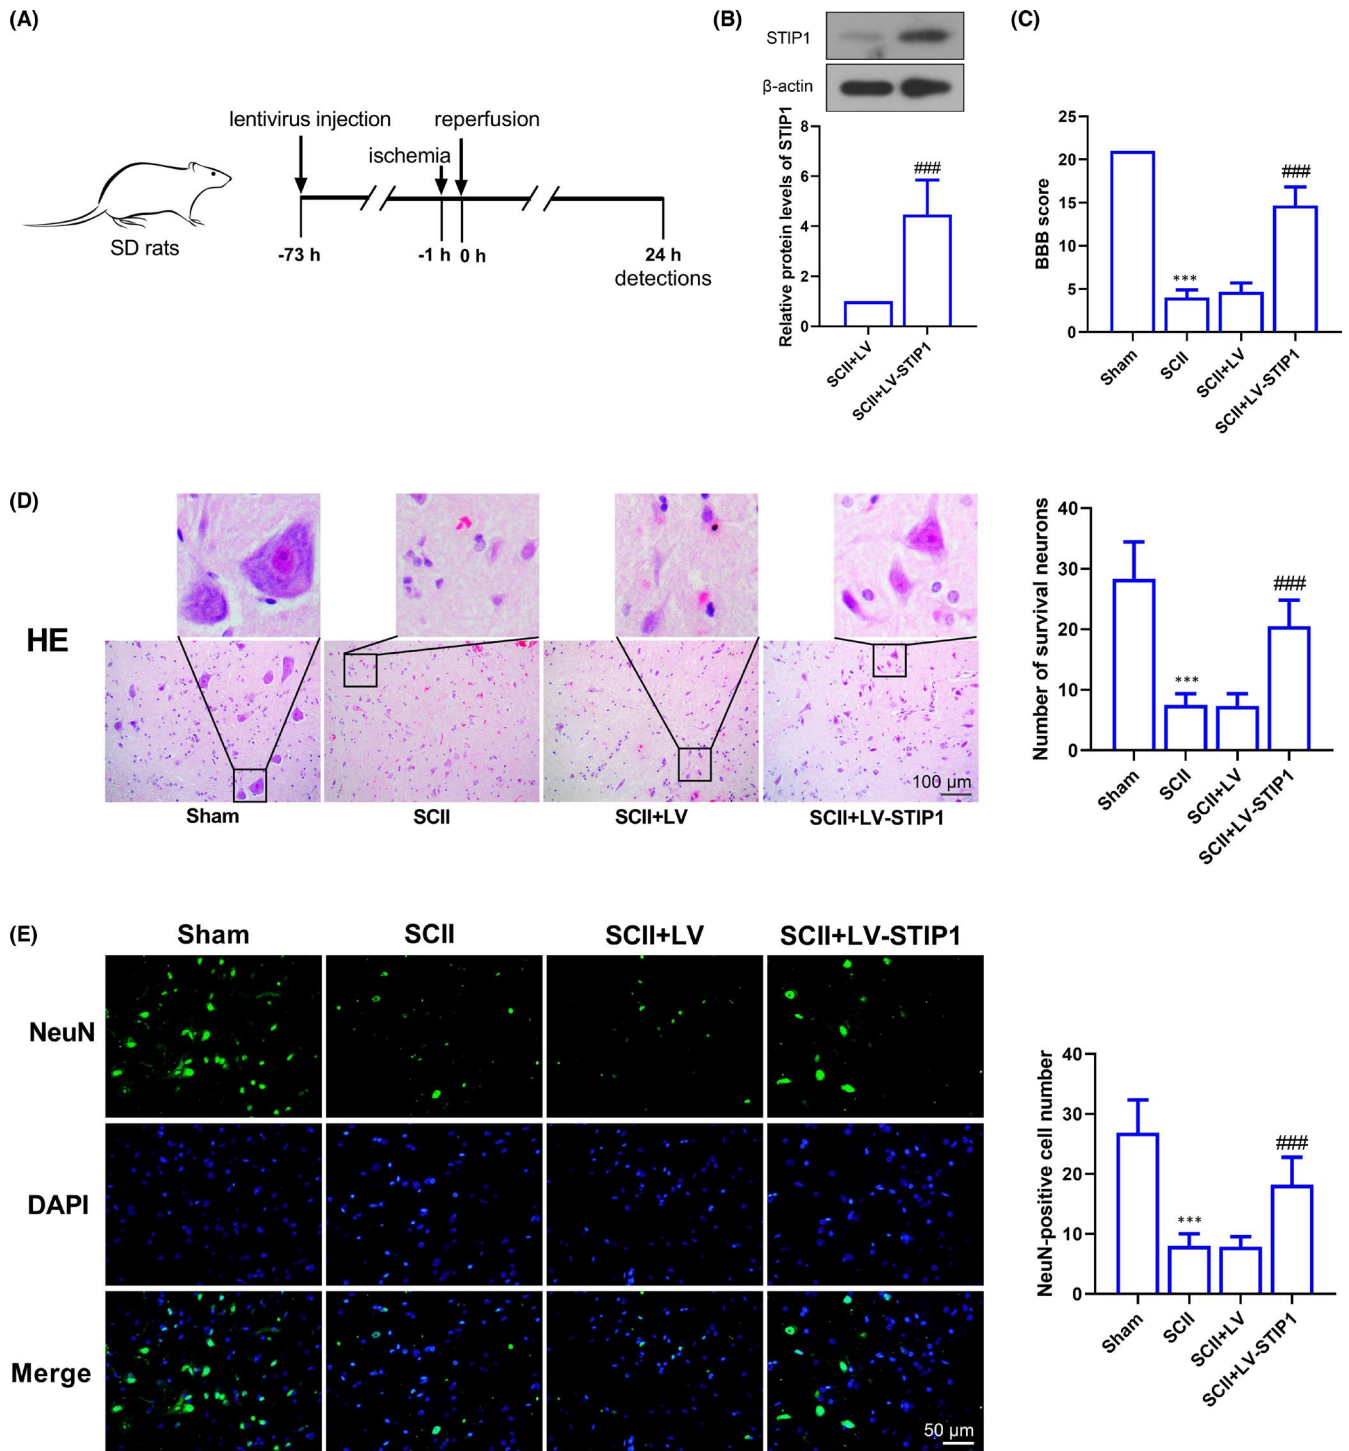 (A)
lentivirus injection
reperfusion
ischemia
SD rats
-73 h
-1 h
0 h
24 h
detections
(B)
STIP1
β-actin
Relative protein levels of STIP1
8
6
4
2
0
###
SCII+LV
SCII+LV-STIP1
(C)
BBB score
25
20
15
10
5
0
***
###
Sham
SCII
SCII+LV
SCII+LV-STIP1
(D)
HE
100 µm
Sham
SCII
SCII+LV
SCII+LV-STIP1
Number of survival neurons
40
30
20
10
0
***
###
Sham
SCII
SCII+LV
SCII+LV-STIP1
(E)
Sham
SCII
SCII+LV
SCII+LV-STIP1
NeuN
DAPI
Merge
50 µm
NeuN-positive cell number
40
30
20
10
0
***
###
Sham
SCII
SCII+LV
SCII+LV-STIP1